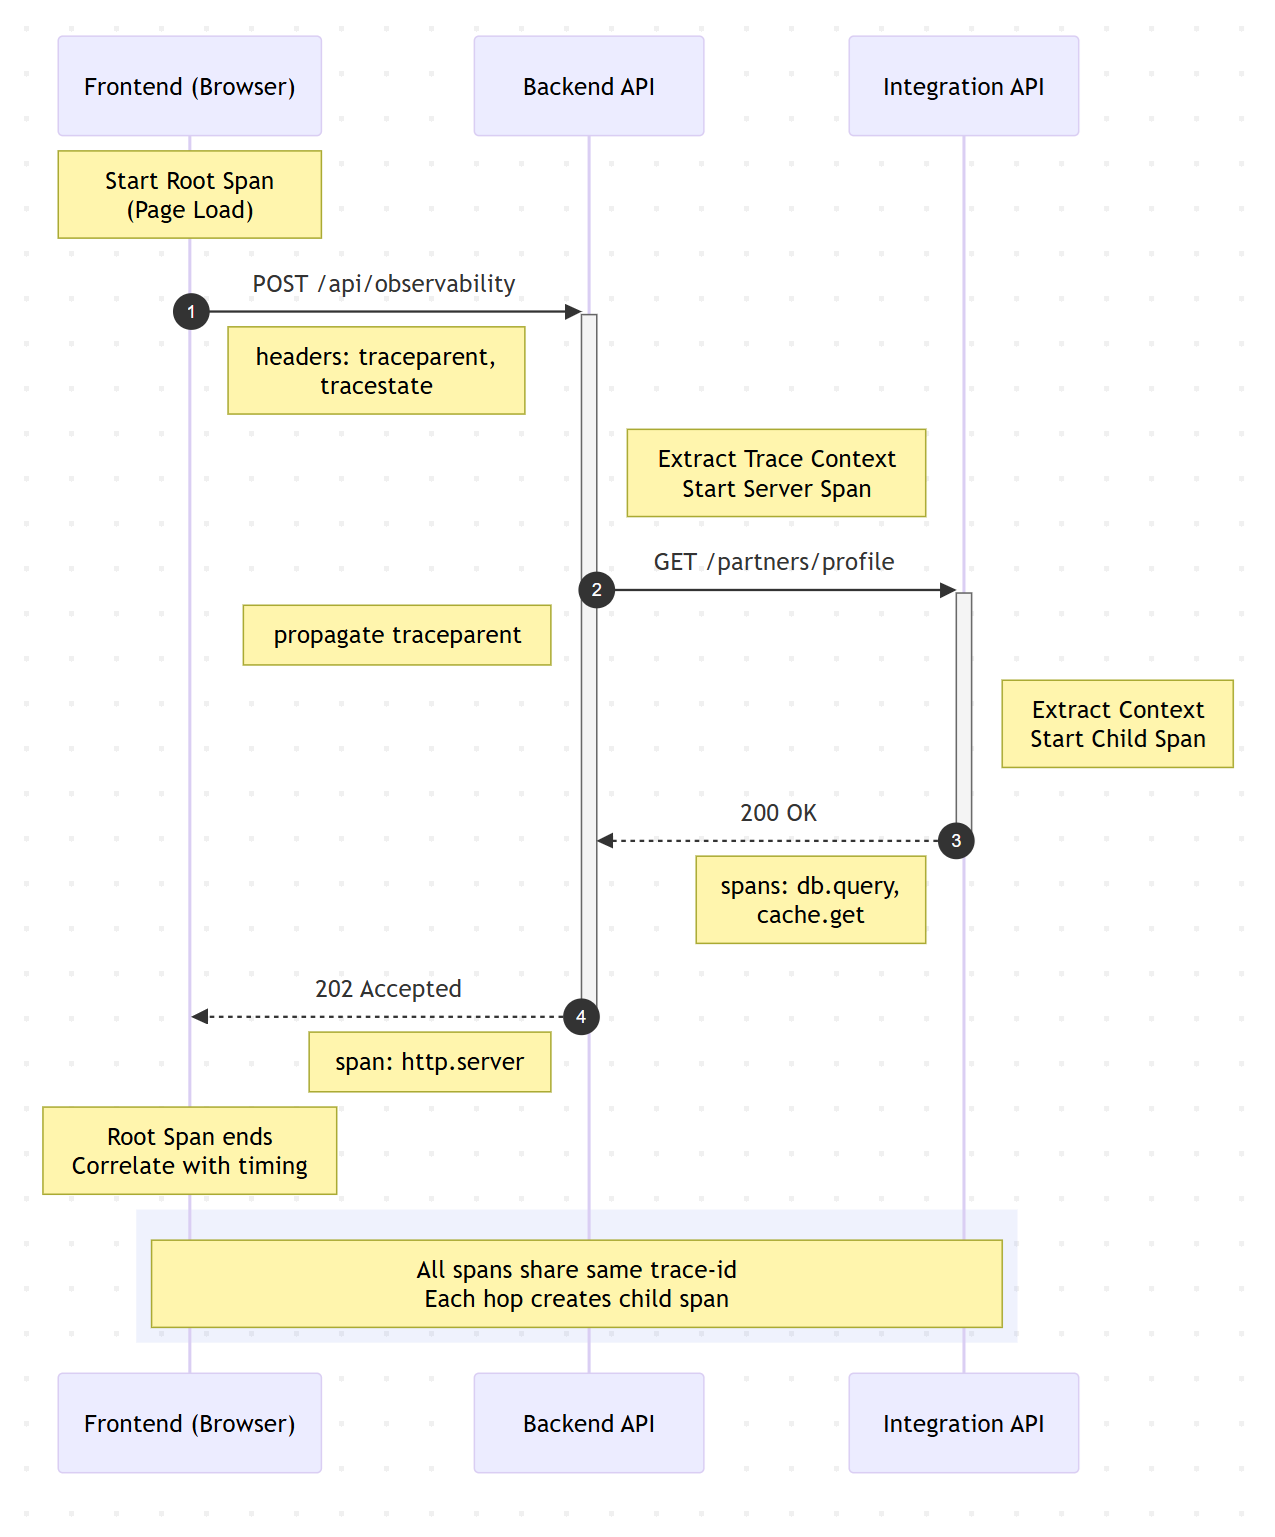 Frontend (Browser)
Backend API
Integration API
Start Root Span
(Page Load)
POST /api/observability
1
headers: traceparent,
tracestate
Extract Trace Context
Start Server Span
GET /partners/profile
2
propagate traceparent
Extract Context
Start Child Span
200 OK
3
spans: db.query,
cache.get
202 Accepted
4
span: http.server
Root Span ends
Correlate with timing
All spans share same trace-id
Each hop creates child span
Frontend (Browser)
Backend API
Integration API